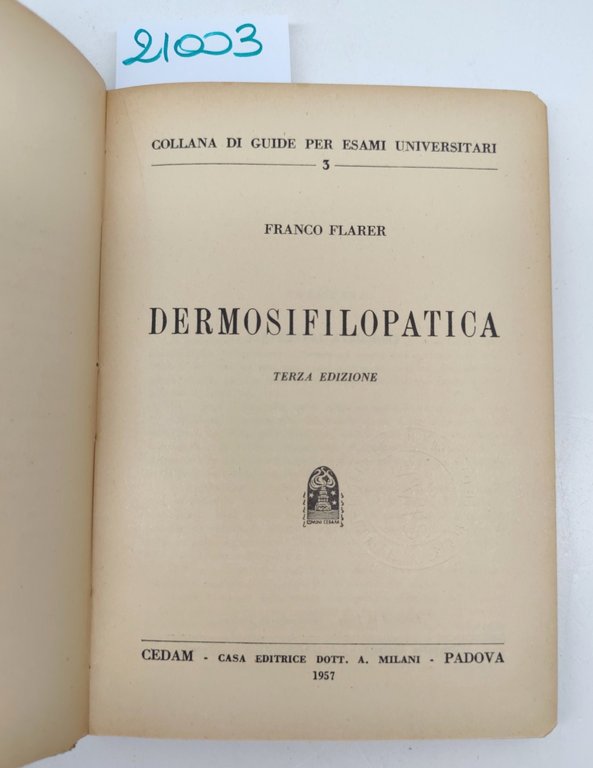 21003
COLLANA DI GUIDE PER ESAMI UNIVERSITARI
3
FRANCO FLARER
DERMOSIFILOPATICA
TERZA EDIZIONE
CEDAM - CASA EDITRICE DOTT. A. MILANI - PADOVA
1957